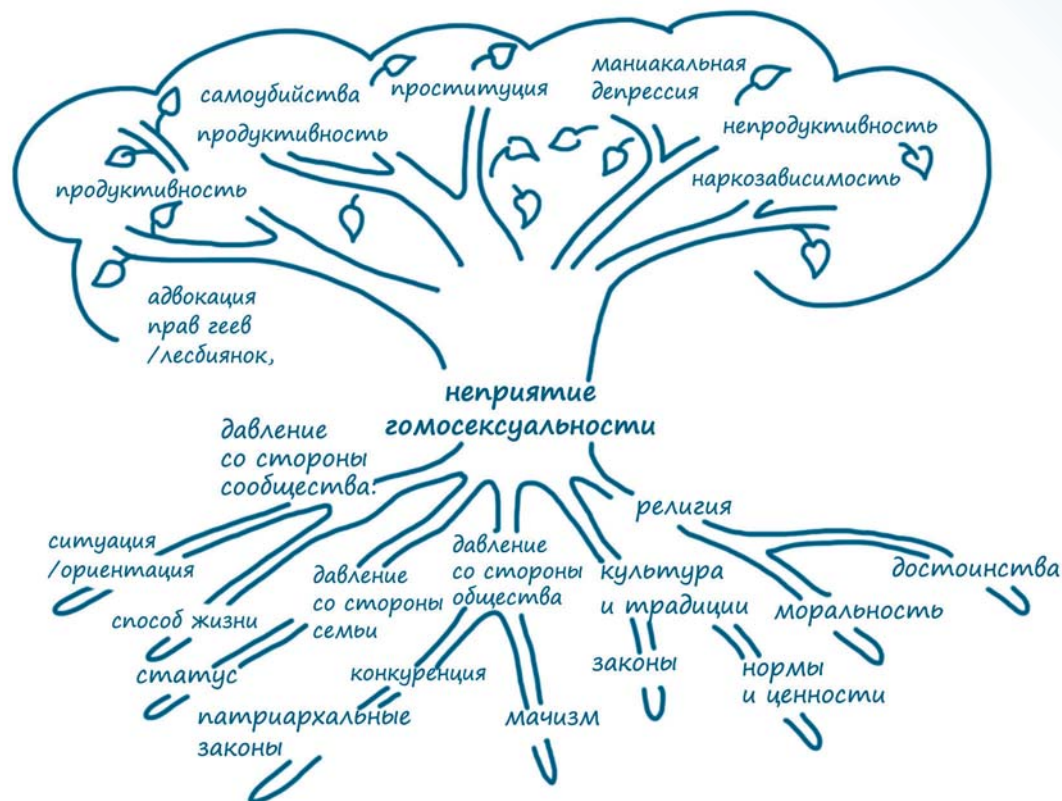 самоубийства
продуктивность
проституция
маниакальная
депрессия
непродуктивность
наркозависимость
продуктивность
адвокация
прав геев
/лесбиянок,
неприятие
гомосексуальности
давление
со стороны
сообщества.
религия
ситуация
/ориентация
способ жизни
давление
со стороны
семьи
давление
со стороны
общества
культура
и традиции
достоинства
моральность
статус
конкуренция
законы
нормы
и ценности
патриархальные
законы
мачизм